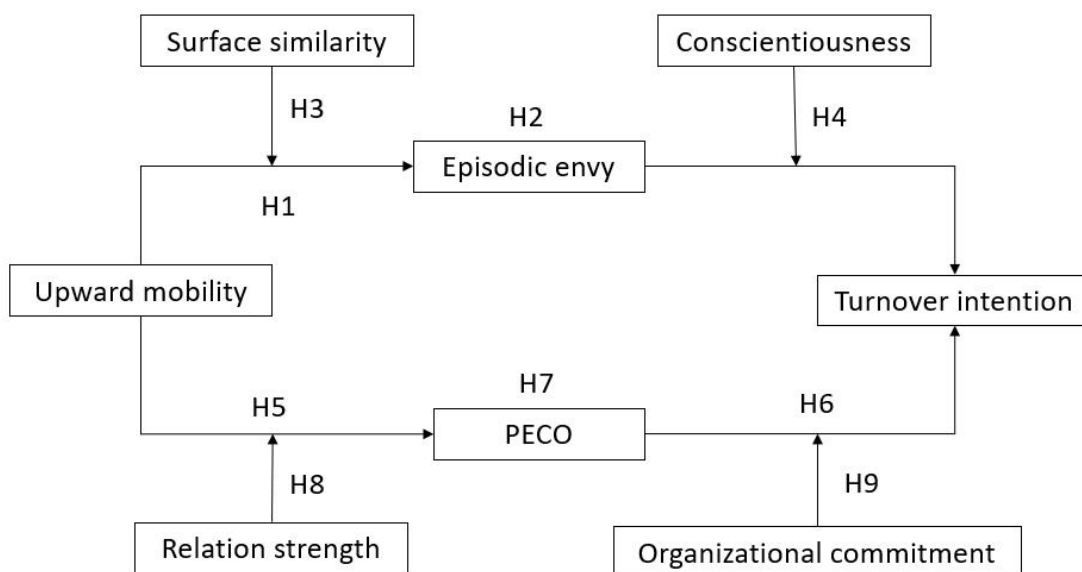 Surface similarity
Conscientiousness
H3
H2
H4
Episodic envy
H1
Upward mobility
Turnover intention
H7
H5
H6
PECO
H8
H9
Relation strength
Organizational commitment